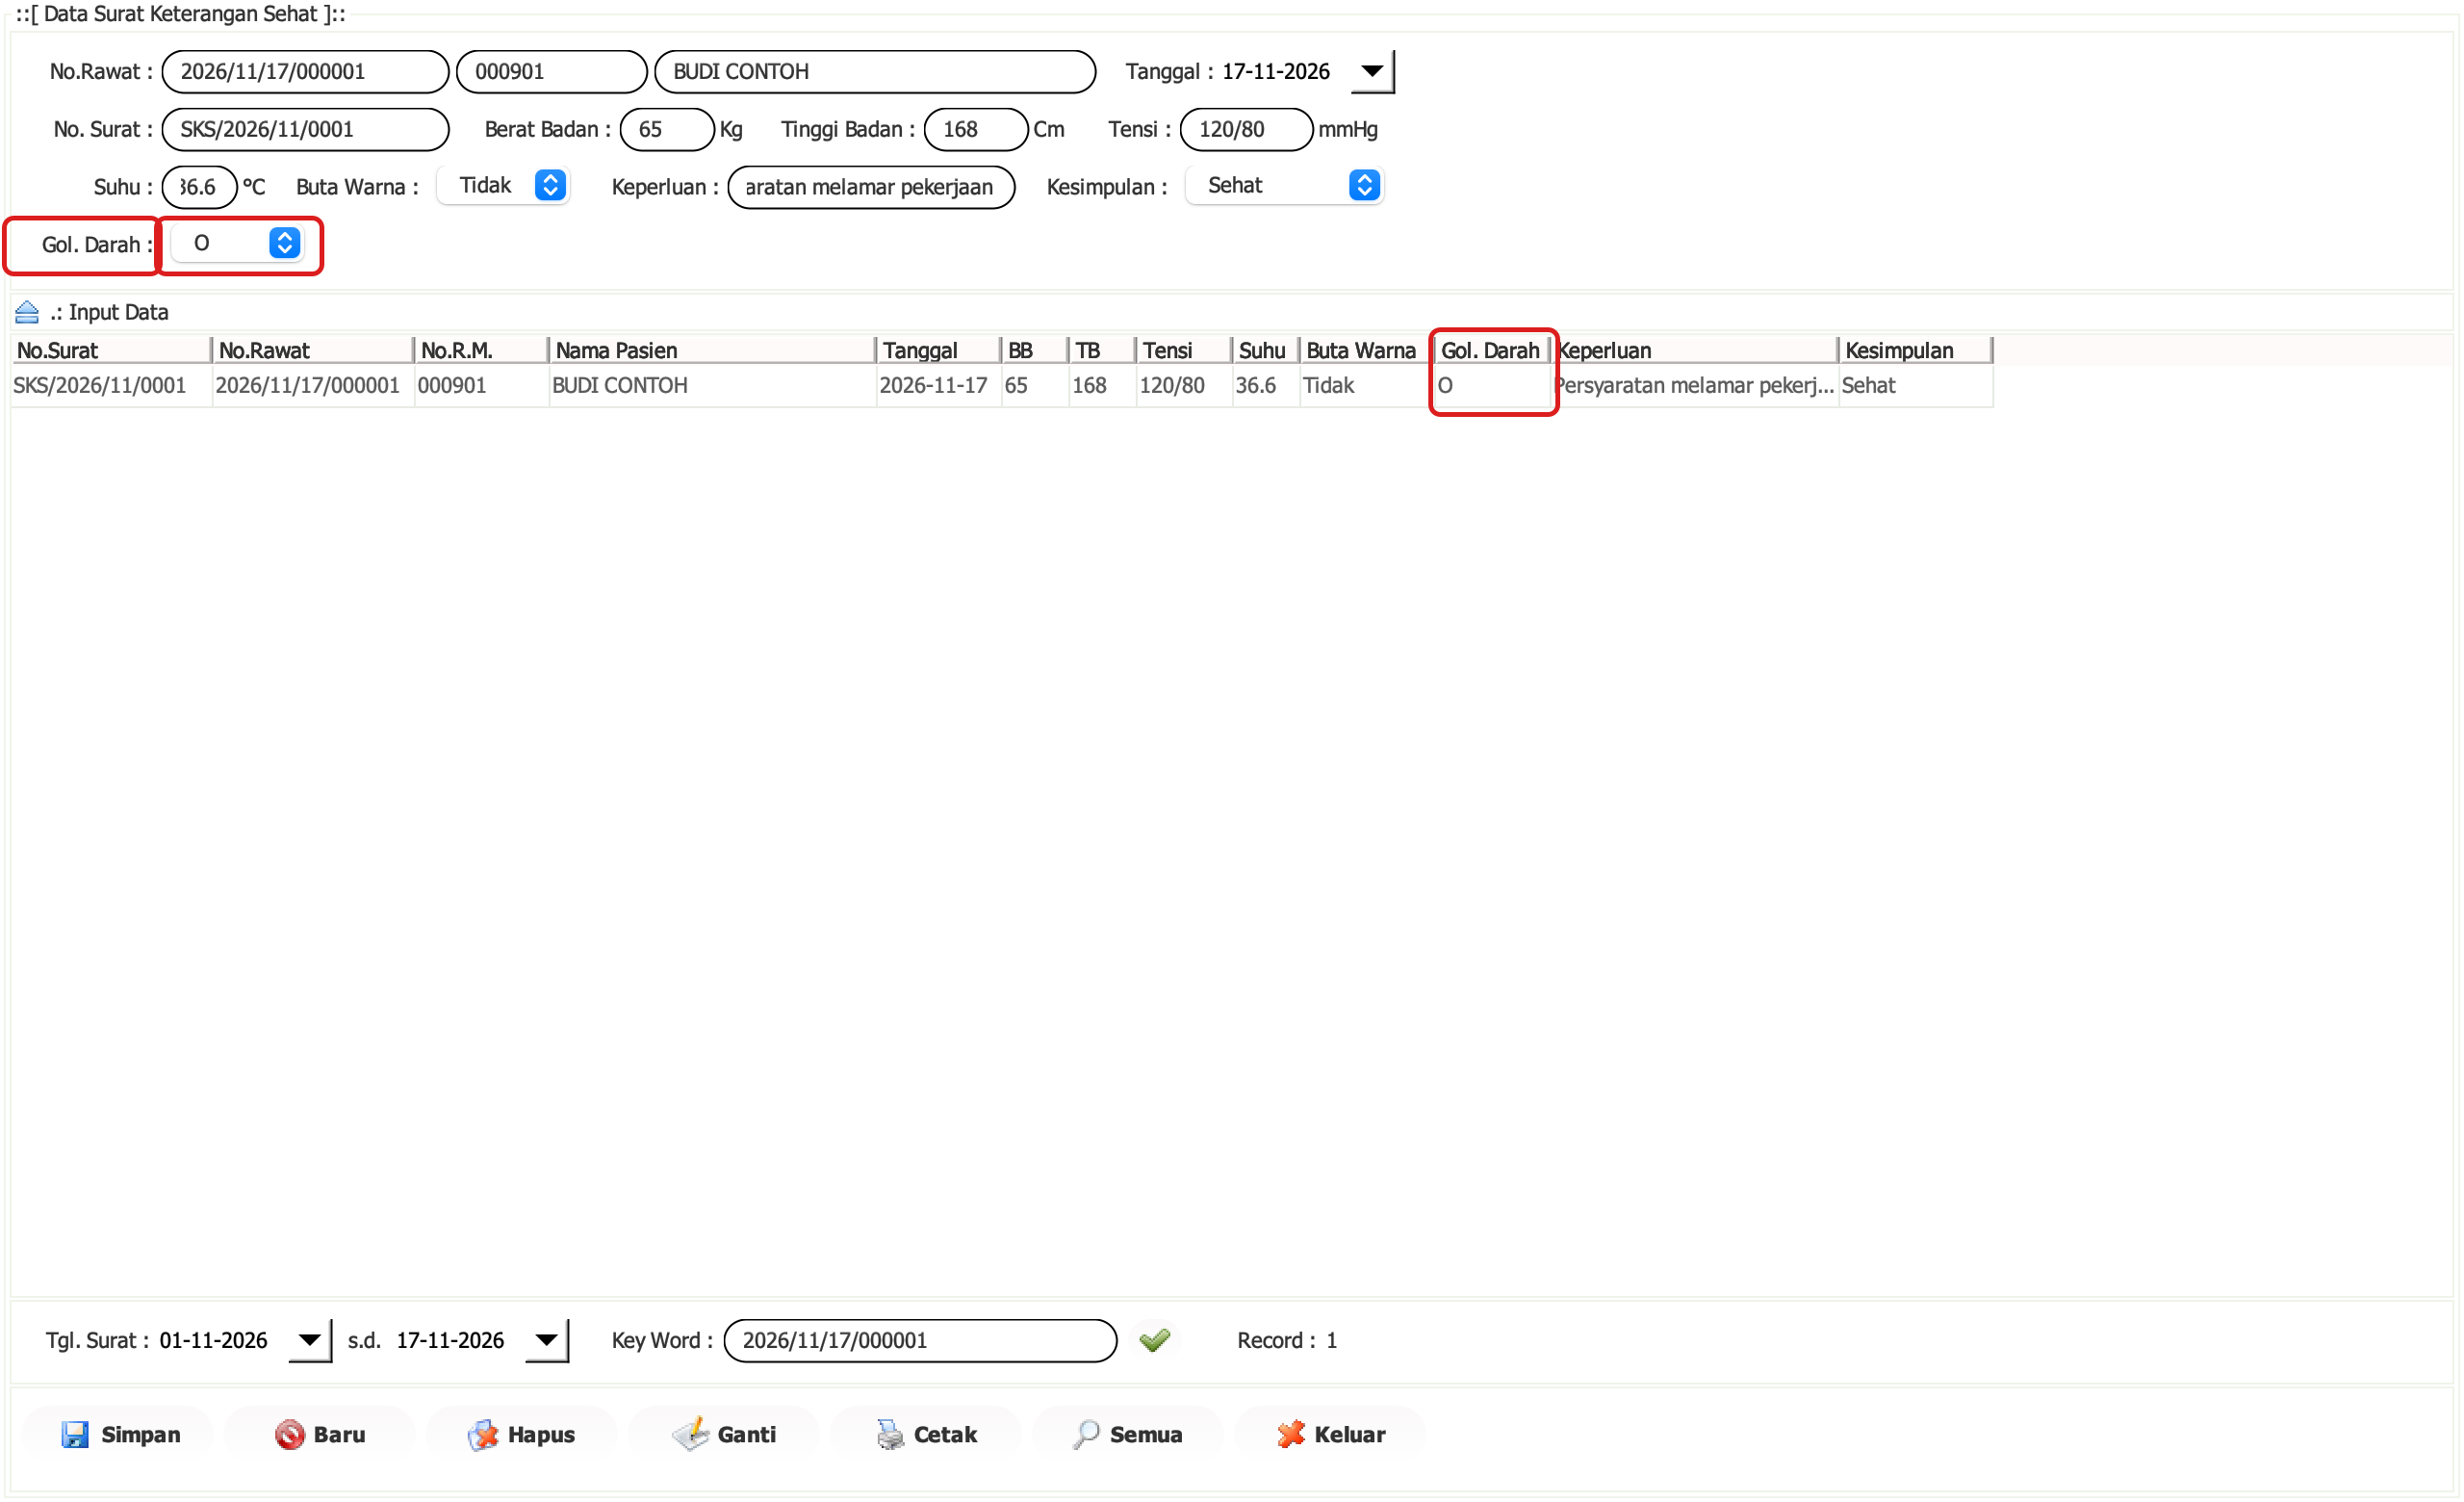 ::[ Data Surat Keterangan Sehat ]::
No.Rawat : 2026/11/17/000001 000901 BUDI CONTOH Tanggal : 17-11-2026
No. Surat : SKS/2026/11/0001 Berat Badan : 65 Kg Tinggi Badan : 168 Cm Tensi : 120/80 mmHg
Suhu : 36.6 °C Buta Warna : Tidak Keperluan : aratan melamar pekerjaan Kesimpulan : Sehat
Gol. Darah : O
.: Input Data
No.Surat No.Rawat No.R.M. Nama Pasien Tanggal BB TB Tensi Suhu Buta Warna Gol. Darah Keperluan Kesimpulan
SKS/2026/11/0001 2026/11/17/000001 000901 BUDI CONTOH 2026-11-17 65 168 120/80 36.6 Tidak O Persyaratan melamar pekerj... Sehat
Tgl. Surat : 01-11-2026 s.d. 17-11-2026 Key Word : 2026/11/17/000001 Record : 1
Simpan Baru Hapus Ganti Cetak Semua Keluar